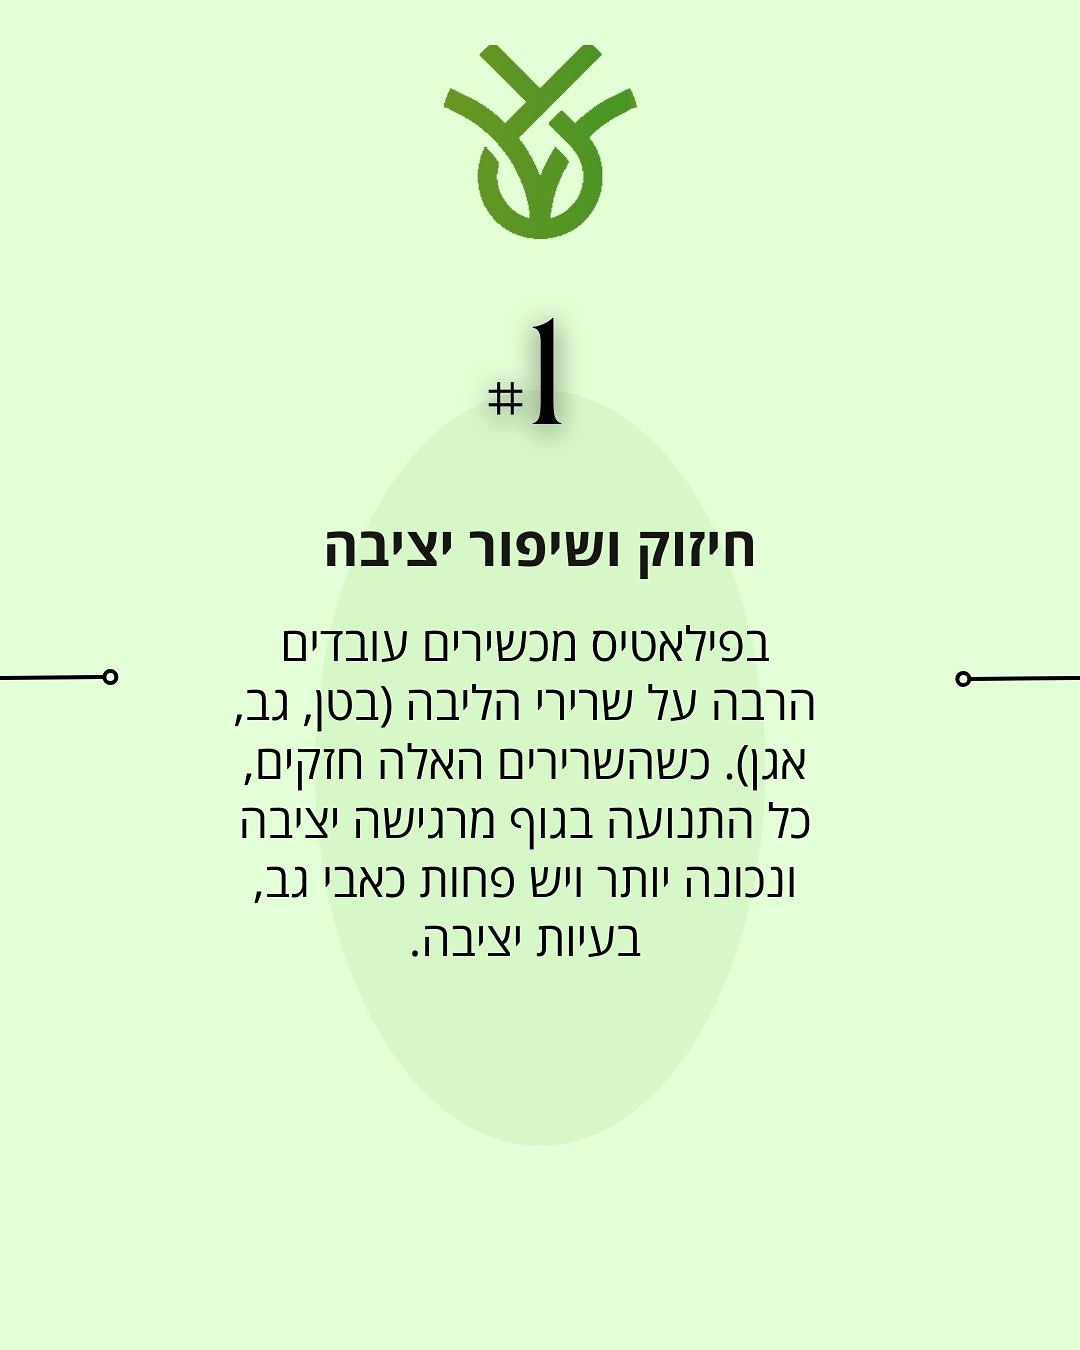 #1
חיזוק ושיפור יציבה
בפילאטיס מכשירים עובדים
הרבה על שרירי הליבה (בטן, גב,
אגן). כשהשרירים האלה חזקים,
כל התנועה בגוף מרגישה יציבה
ונכונה יותר ויש פחות כאבי גב,
בעיות יציבה.